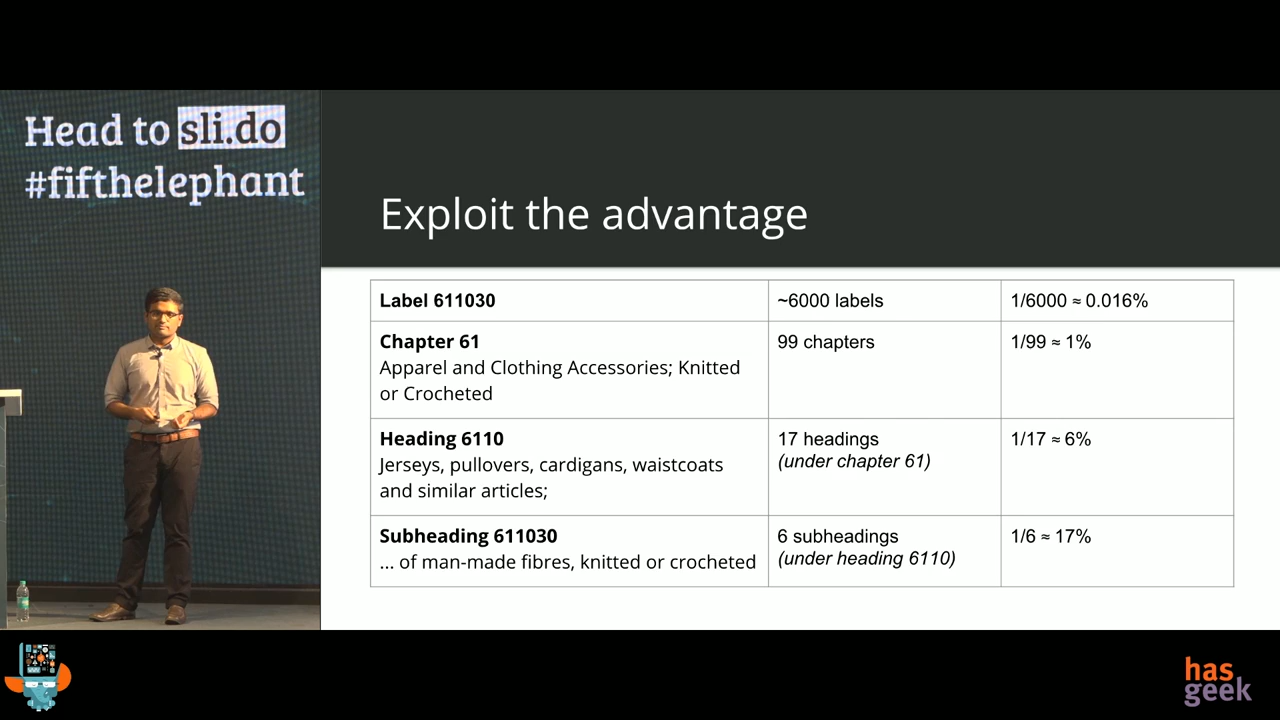 Head to sli.do
#fifthelephant
Exploit the advantage
Label 611030
~6000 labels
1/6000 ≈ 0.016%
Chapter 61
Apparel and Clothing Accessories; Knitted
or Crocheted
99 chapters
1/99 ≈ 1%
Heading 6110
Jerseys, pullovers, cardigans, waistcoats
and similar articles;
17 headings
(under chapter 61)
1/17 ≈ 6%
Subheading 611030
... of man-made fibres, knitted or crocheted
6 subheadings
(under heading 6110)
1/6 ≈ 17%
has
geek